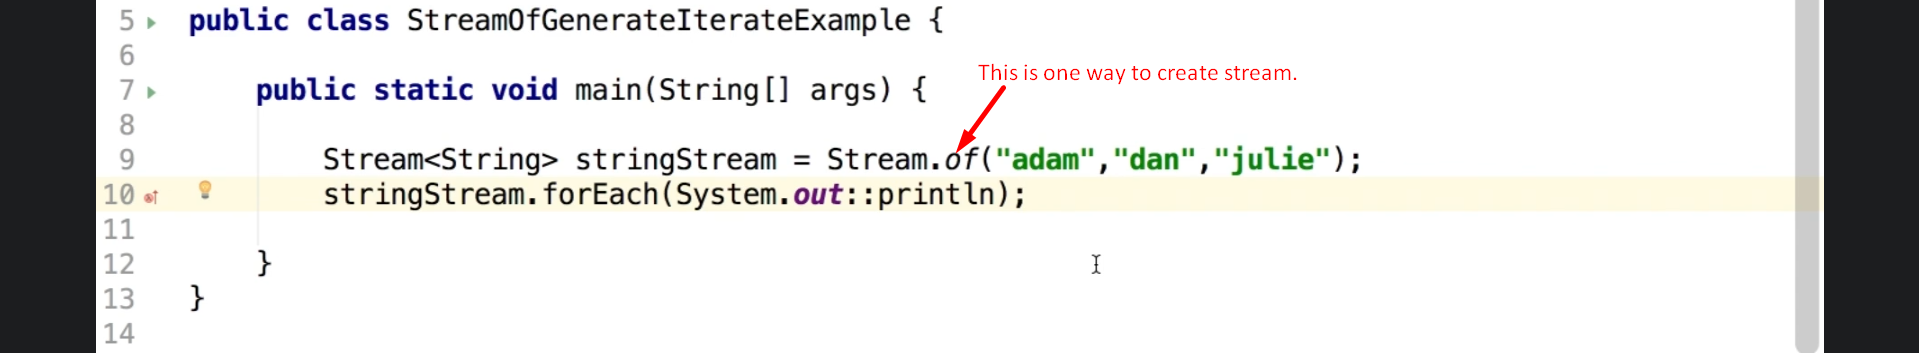 5 public class StreamOfGenerateIterateExample {
6
This is one way to create stream.
7 public static void main(String[] args) {
8
9 Stream<String> stringStream = Stream.of("adam","dan","julie");
10 stringStream.forEach(System.out::println);
11
12 }
13 }
14